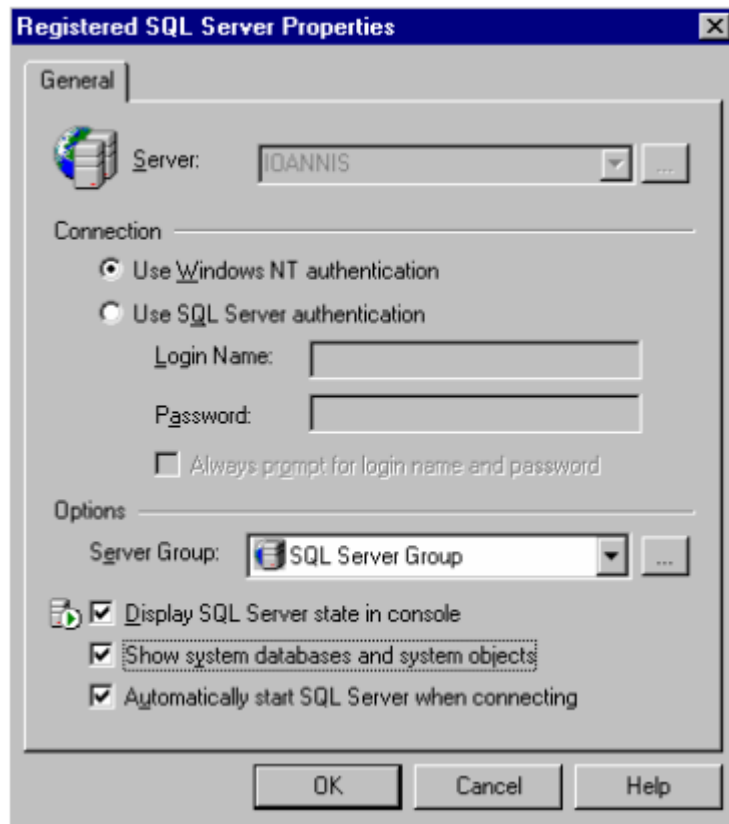 Registered SQL Server Properties
General
Server: IOANNIS ...
Connection
Use Windows NT authentication
Use SQL Server authentication
Login Name:
Password:
Always prompt for login name and password
Options
Server Group: SQL Server Group ...
Display SQL Server state in console
Show system databases and system objects
Automatically start SQL Server when connecting
OK Cancel Help